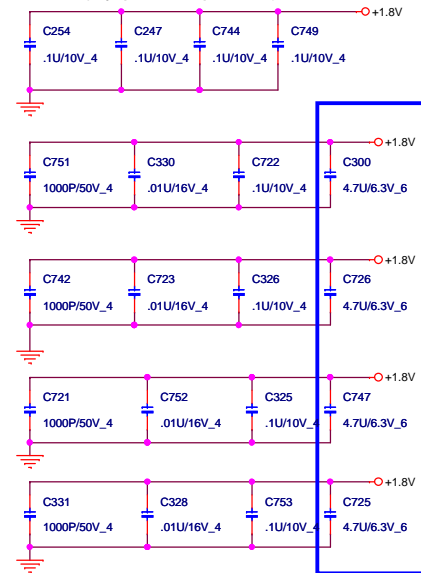 +1.8V
C254 C247 C744 C749
.1U/10V_4 .1U/10V_4 .1U/10V_4 .1U/10V_4
+1.8V
C751 C330 C722 C300
1000P/50V_4 .01U/16V_4 .1U/10V_4 4.7U/6.3V_6
+1.8V
C742 C723 C326 C726
1000P/50V_4 .01U/16V_4 .1U/10V_4 4.7U/6.3V_6
+1.8V
C721 C752 C325 C747
1000P/50V_4 .01U/16V_4 .1U/10V_4 4.7U/6.3V_6
+1.8V
C331 C328 C753 C725
1000P/50V_4 .01U/16V_4 .1U/10V_4 4.7U/6.3V_6